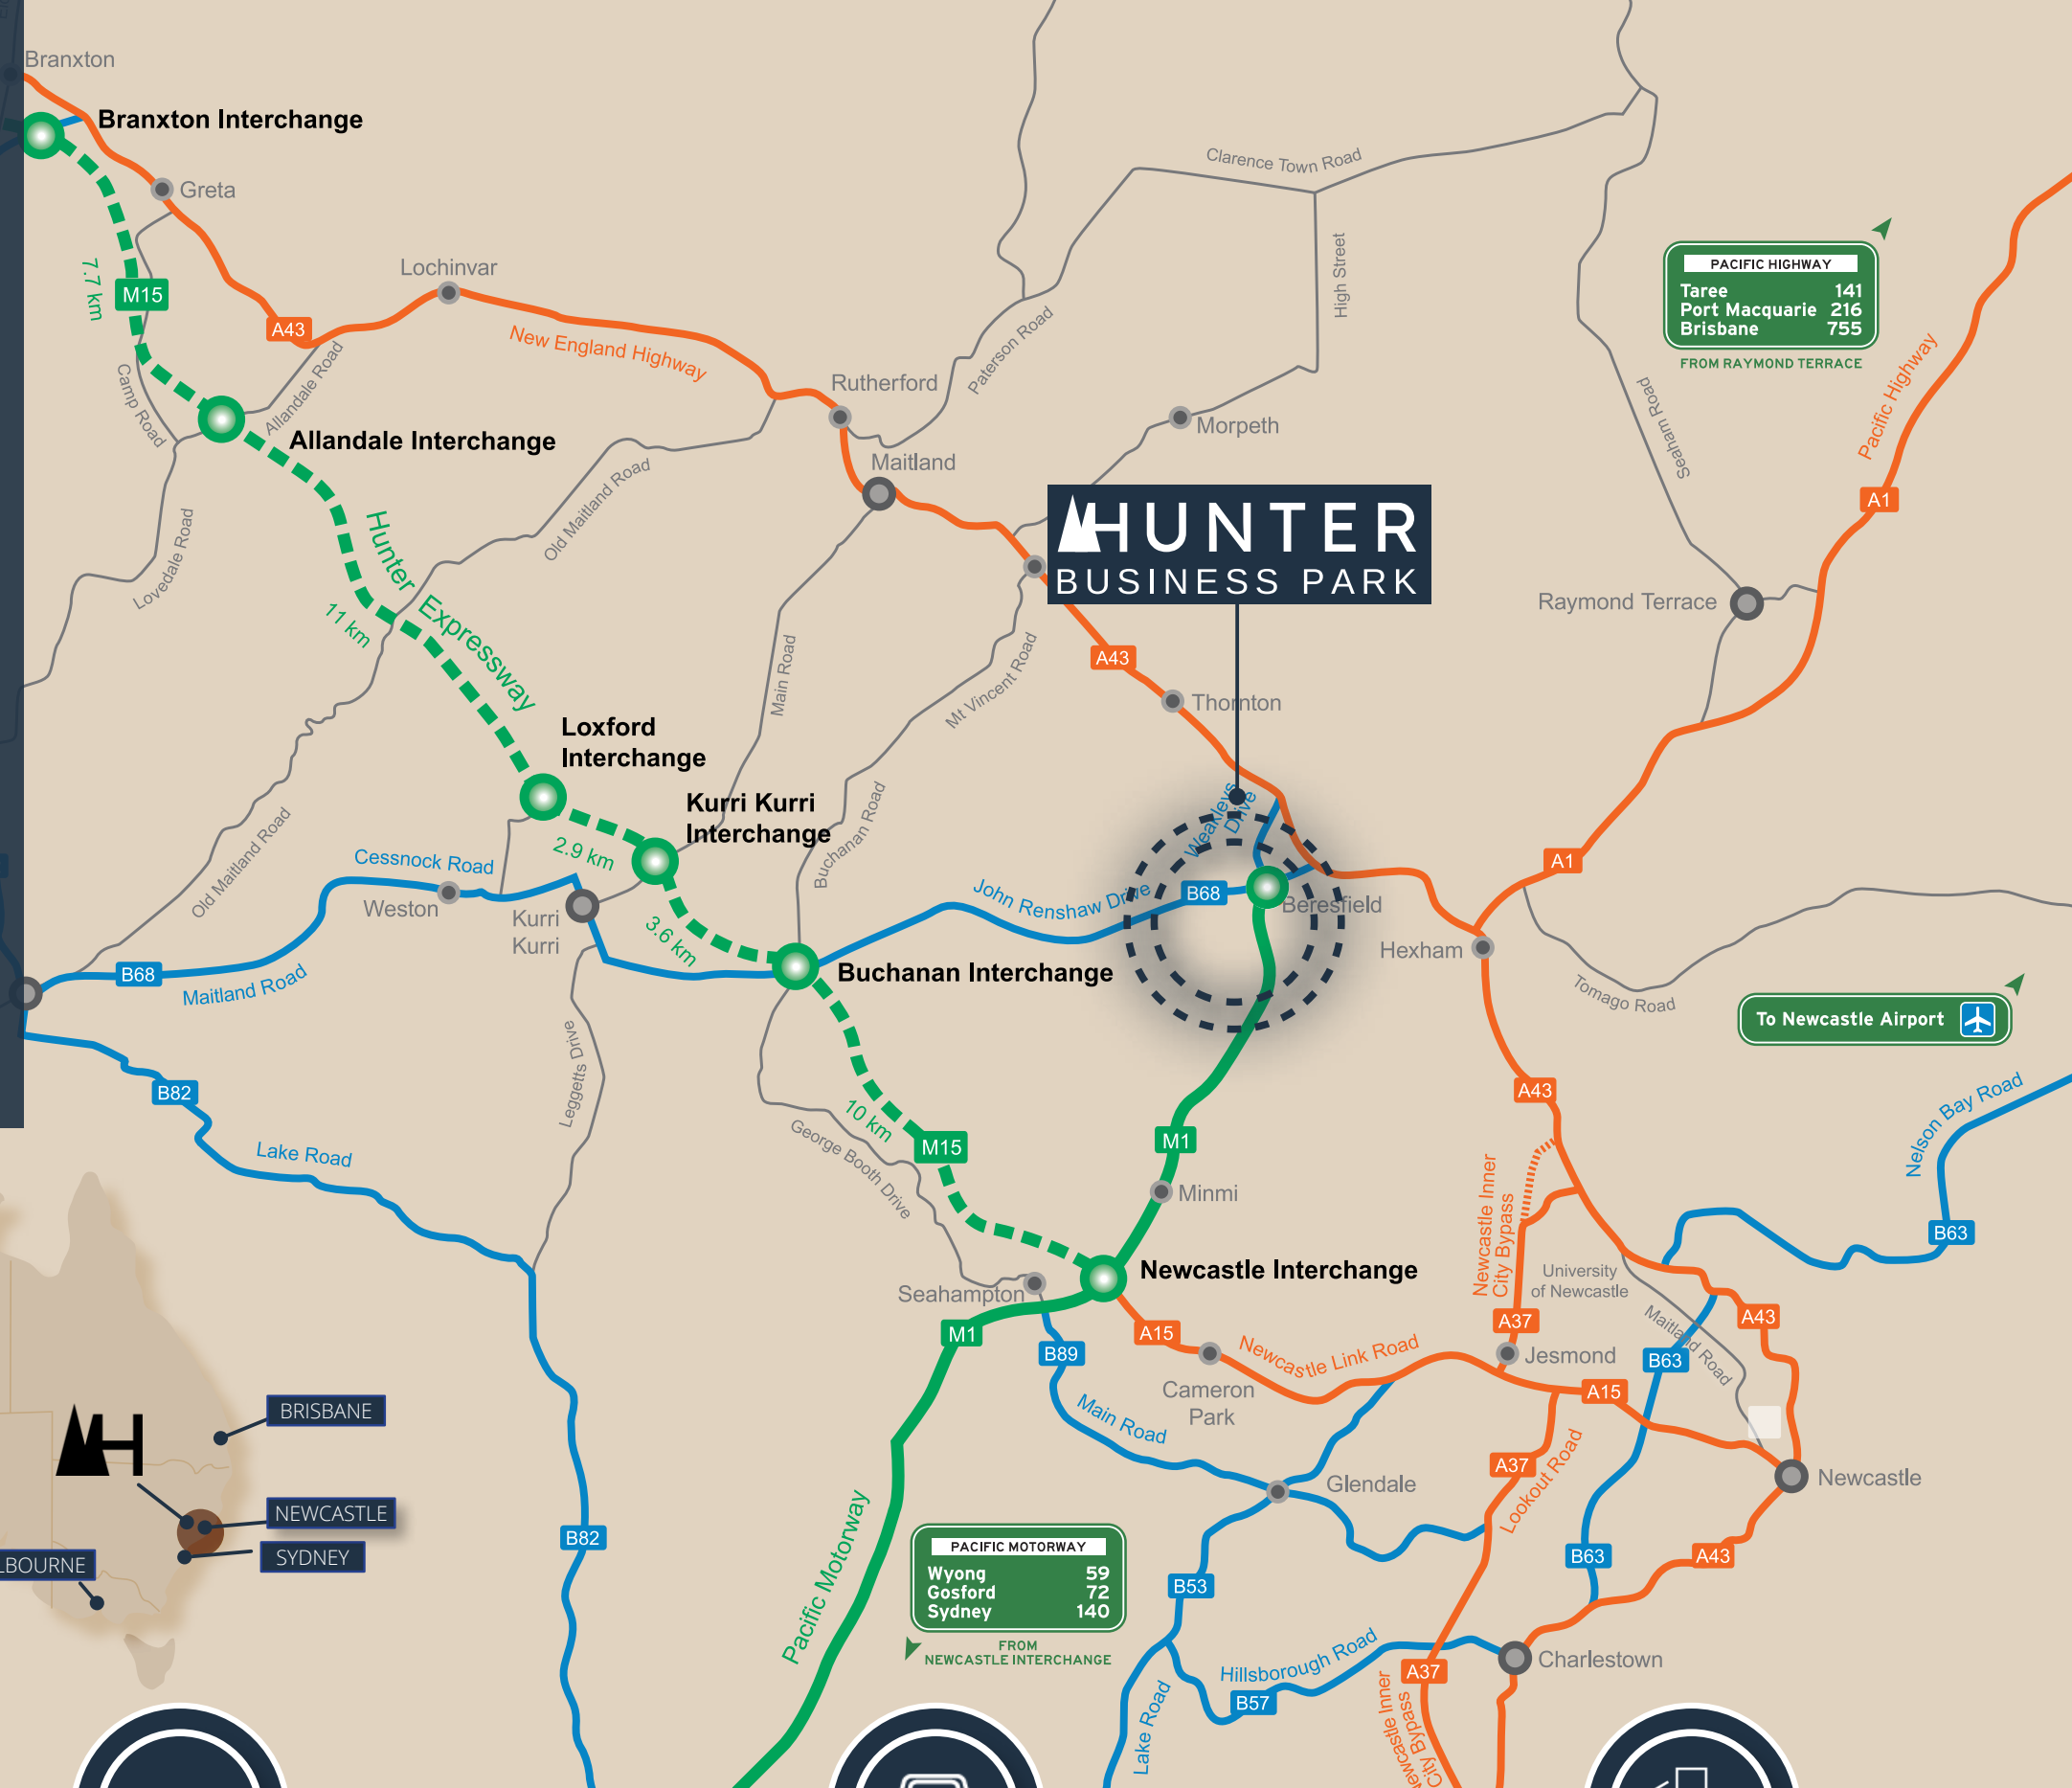 Branxton
Branxton Interchange
Greta
7.7 km
M15
A43
Lochinvar
New England Highway
Camp Road
Allandale Road
Allandale Interchange
Lovedale Road
Old Maitland Road
Rutherford
Maitland
Paterson Road
Clarence Town Road
High Street
Morpeth
HUNTER
BUSINESS PARK
PACIFIC HIGHWAY
Taree 141
Port Macquarie 216
Brisbane 755
FROM RAYMOND TERRACE
Pacific Highway
Seaham Road
A1
Raymond Terrace
Hunter Expressway
11 km
Main Road
Mt Vincent Road
A43
Thornton
Loxford
Interchange
Kurri Kurri
Interchange
2.9 km
Buchanan Road
Weakleys
Drive
A1
Old Maitland Road
Cessnock Road
Weston
Kurri
Kurri
3.6 km
John Renshaw Drive
B68
Beresfield
Hexham
Tomago Road
B68
Maitland Road
Buchanan Interchange
To Newcastle Airport
B82
Lake Road
Leggetts Drive
10 km
M15
George Booth Drive
M1
Minmi
A43
Nelson Bay Road
B63
Newcastle Inner
City Bypass
University
of Newcastle
Maitland Road
Newcastle Interchange
Seahampton
M1
B89
A15
Newcastle Link Road
A37
Jesmond
B63
A43
A15
Cameron
Park
Main Road
BRISBANE
NEWCASTLE
SYDNEY
LBOURNE
B82
Pacific Motorway
PACIFIC MOTORWAY
Wyong 59
Gosford 72
Sydney 140
FROM
NEWCASTLE INTERCHANGE
Glendale
A37
Lookout Road
Newcastle
B53
B63
A43
Hillsborough Road
B57
A37
Charlestown
Lake Road
Newcastle Inner
City Bypass